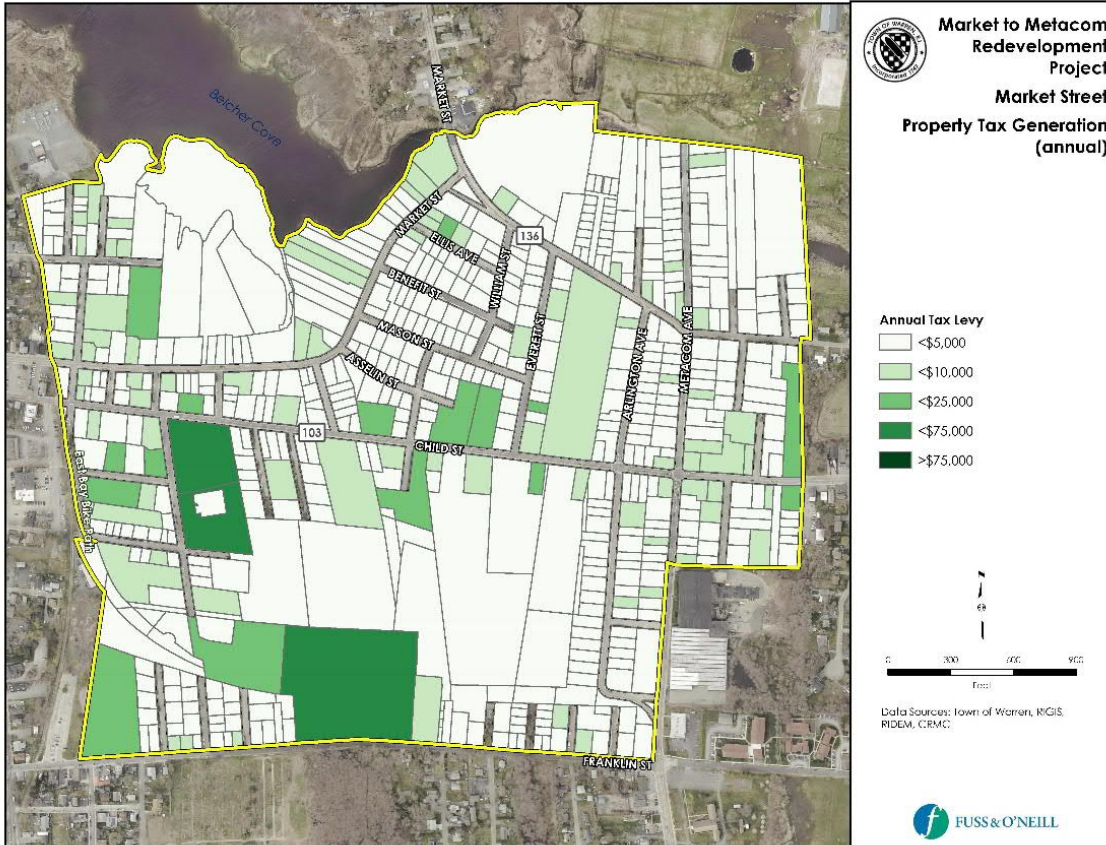 Market to Metacom
Redevelopment
Project
Market Street
Property Tax Generation
(annual)
TOWN OF WARREN, R.I.
Belcher Cove
MARKET ST
MARKET ST
ELLIS AVE
136
WILLIAM ST
BENEFIT ST
MASON ST
EVERETT ST
ASSELIN ST
ARLINGTON AVE
METACOM AVE
103
CHILD ST
East Bay Bike Path
FRANKLIN ST
Annual Tax Levy
<$5,000
<$10,000
<$25,000
<$75,000
>$75,000
0 300 600 900
Feet
Data Sources: Town of Warren, RIGIS,
RIDEM, CRMC
f FUSS & O'NEILL